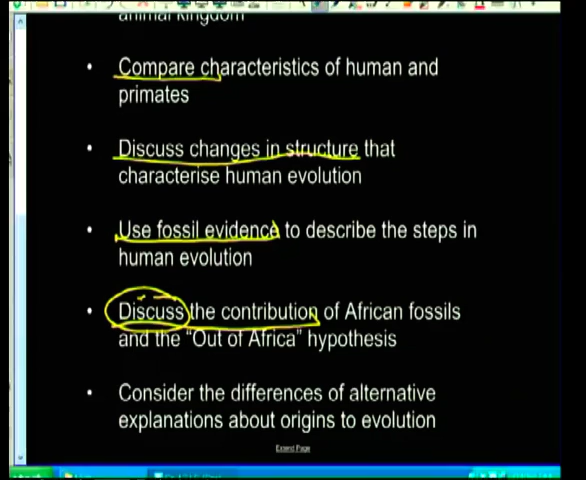 animal kingdom
• Compare characteristics of human and
primates
• Discuss changes in structure that
characterise human evolution
• Use fossil evidence to describe the steps in
human evolution
• Discuss the contribution of African fossils
and the "Out of Africa" hypothesis
• Consider the differences of alternative
explanations about origins to evolution
Extend Page